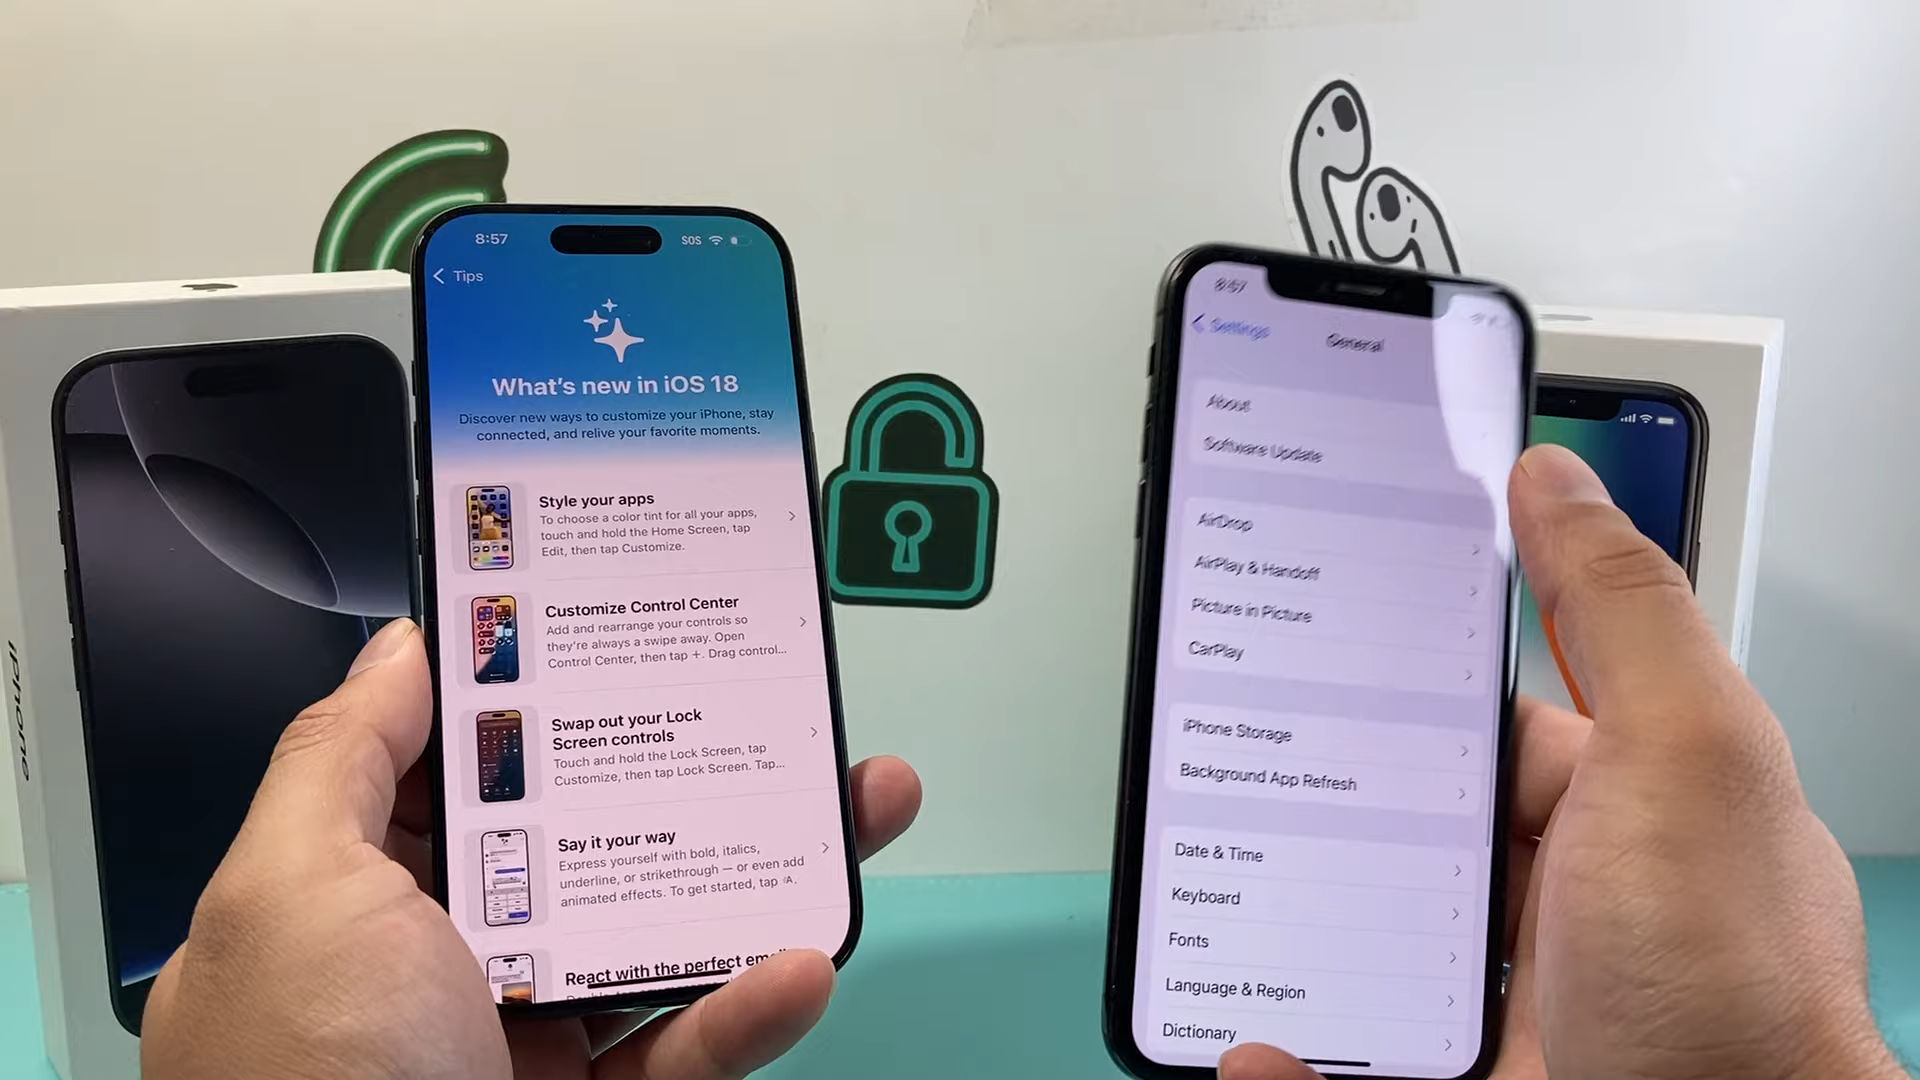 iPhone
8:57
SOS
Tips
What's new in iOS 18
Discover new ways to customize your iPhone, stay
connected, and relive your favorite moments.
Style your apps
To choose a color tint for all your apps,
touch and hold the Home Screen, tap
Edit, then tap Customize.
Customize Control Center
Add and rearrange your controls so
they're always a swipe away. Open
Control Center, then tap +. Drag control...
Swap out your Lock
Screen controls
Touch and hold the Lock Screen, tap
Customize, then tap Lock Screen. Tap...
Say it your way
Express yourself with bold, italics,
underline, or strikethrough — or even add
animated effects. To get started, tap A.
React with the perfect
8:57
Settings
General
About
Software Update
AirDrop
AirPlay & Handoff
Picture in Picture
CarPlay
iPhone Storage
Background App Refresh
Date & Time
Keyboard
Fonts
Language & Region
Dictionary